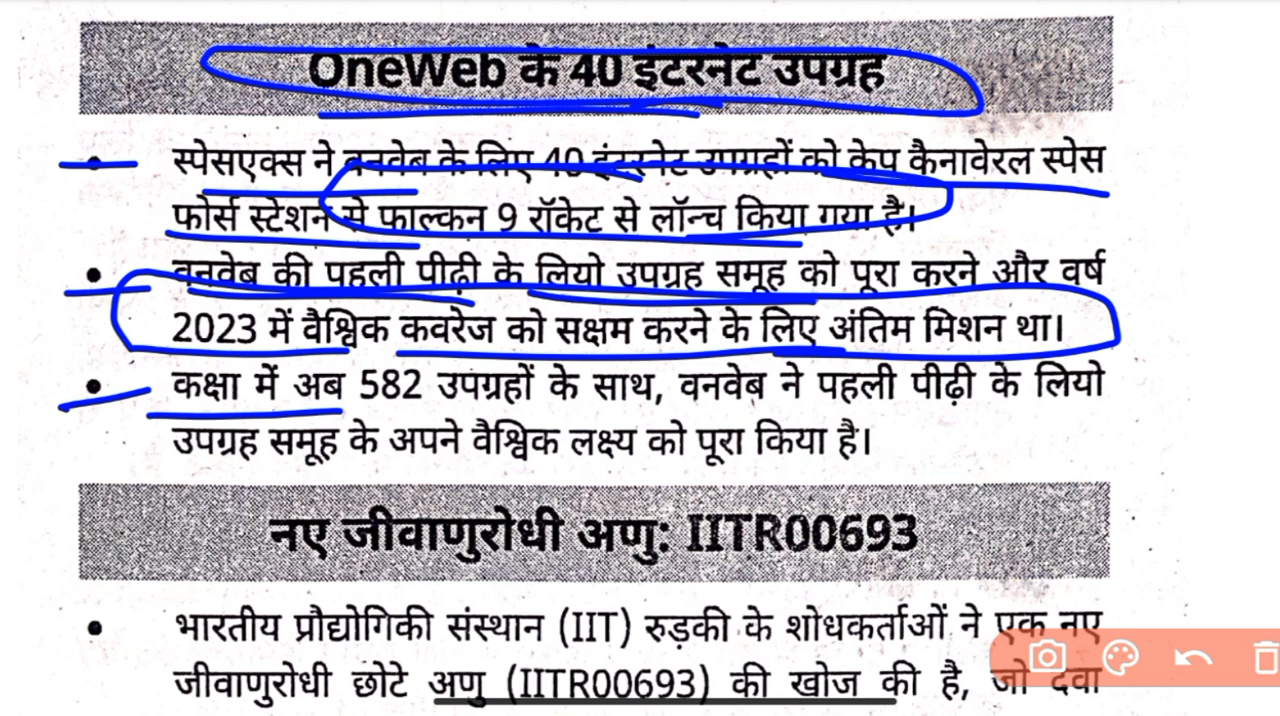 OneWeb के 40 इंटरनेट उपग्रह
स्पेसएक्स ने वनवेब के लिए 40 इंटरनेट उपग्रहों को केप कैनावेरल स्पेस
फोर्स स्टेशन से फाल्कन 9 रॉकेट से लॉन्च किया गया है।
वनवेब की पहली पीढ़ी के लियो उपग्रह समूह को पूरा करने और वर्ष
2023 में वैश्विक कवरेज को सक्षम करने के लिए अंतिम मिशन था।
कक्षा में अब 582 उपग्रहों के साथ, वनवेब ने पहली पीढ़ी के लियो
उपग्रह समूह के अपने वैश्विक लक्ष्य को पूरा किया है।
नए जीवाणुरोधी अणु: IITR00693
भारतीय प्रौद्योगिकी संस्थान (IIT) रुड़की के शोधकर्ताओं ने एक नए
जीवाणुरोधी छोटे अणु (IITR00693) की खोज की है, जो दवा